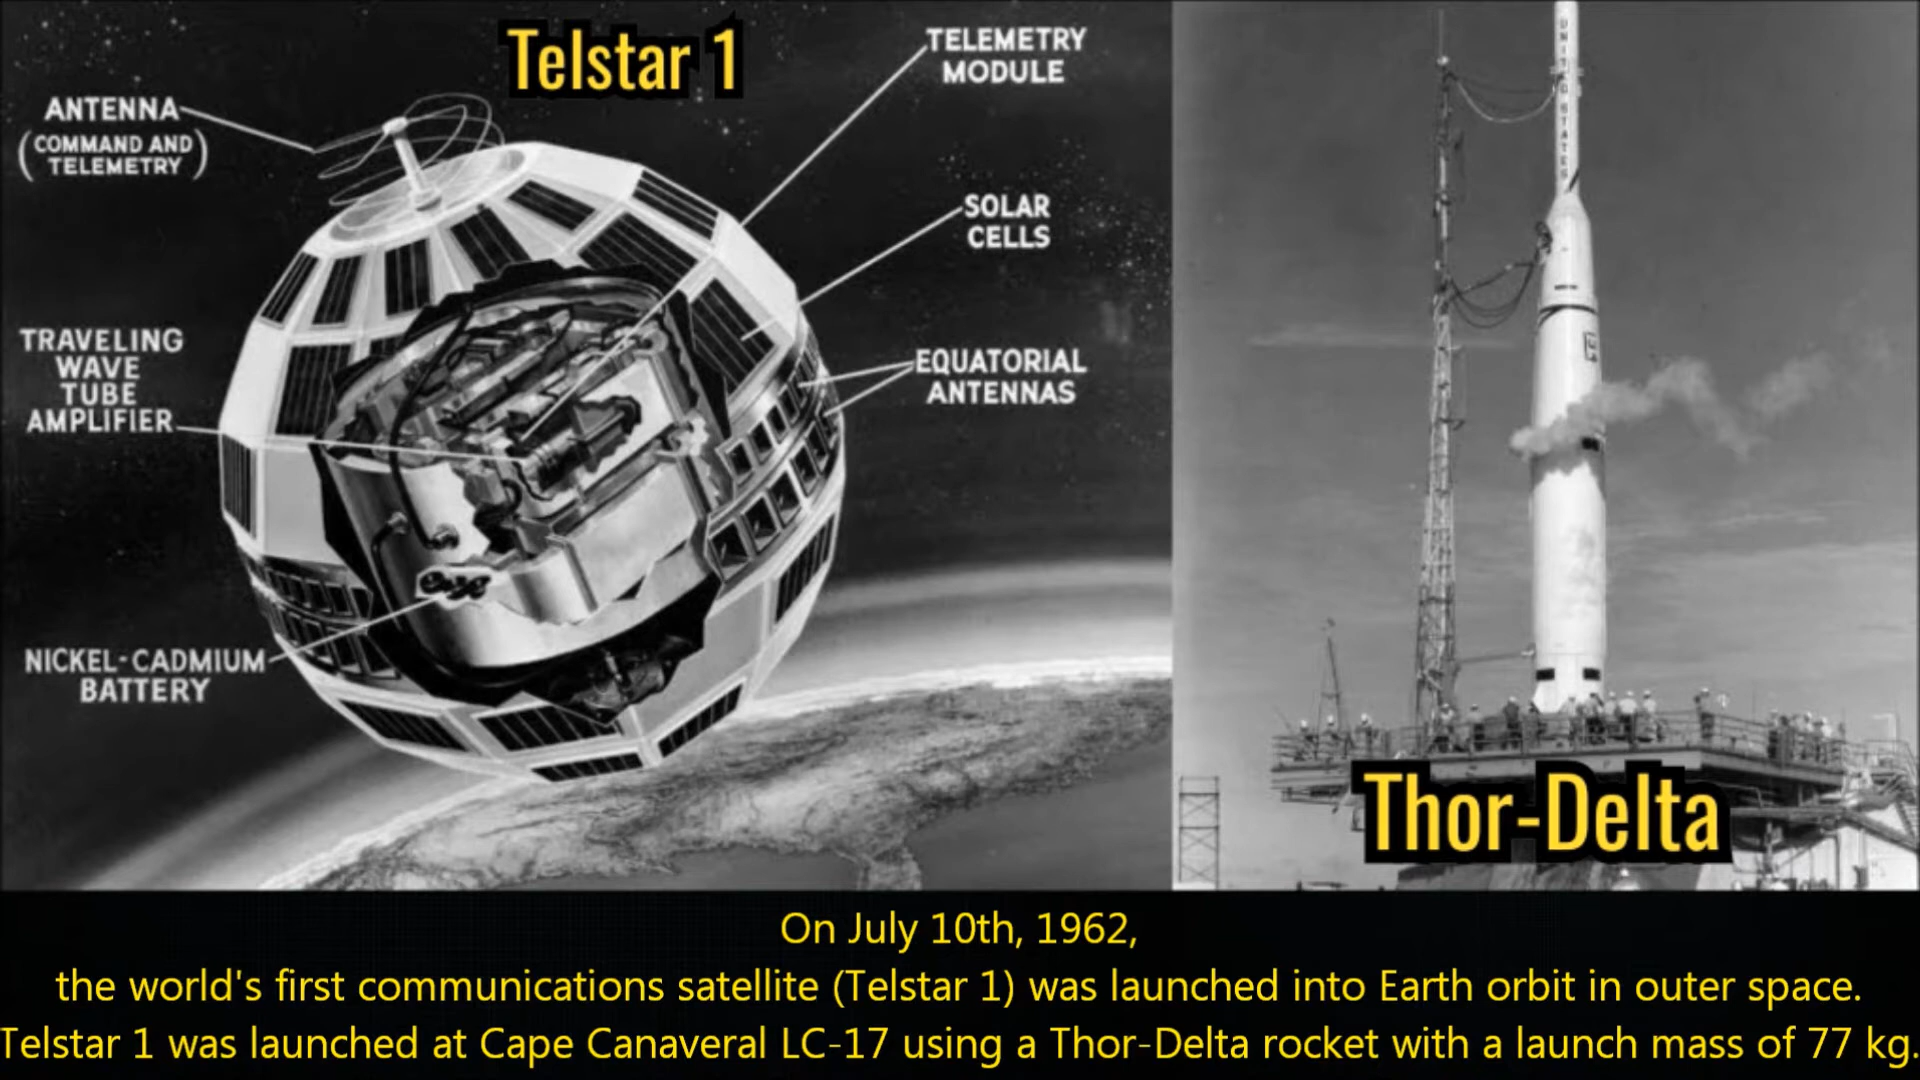 Telstar 1
TELEMETRY
MODULE
ANTENNA
(COMMAND AND
TELEMETRY)
SOLAR
CELLS
TRAVELING
WAVE
TUBE
AMPLIFIER
EQUATORIAL
ANTENNAS
NICKEL-CADMIUM
BATTERY
UNITED STATES
Thor-Delta
On July 10th, 1962,
the world's first communications satellite (Telstar 1) was launched into Earth orbit in outer space.
Telstar 1 was launched at Cape Canaveral LC-17 using a Thor-Delta rocket with a launch mass of 77 kg.